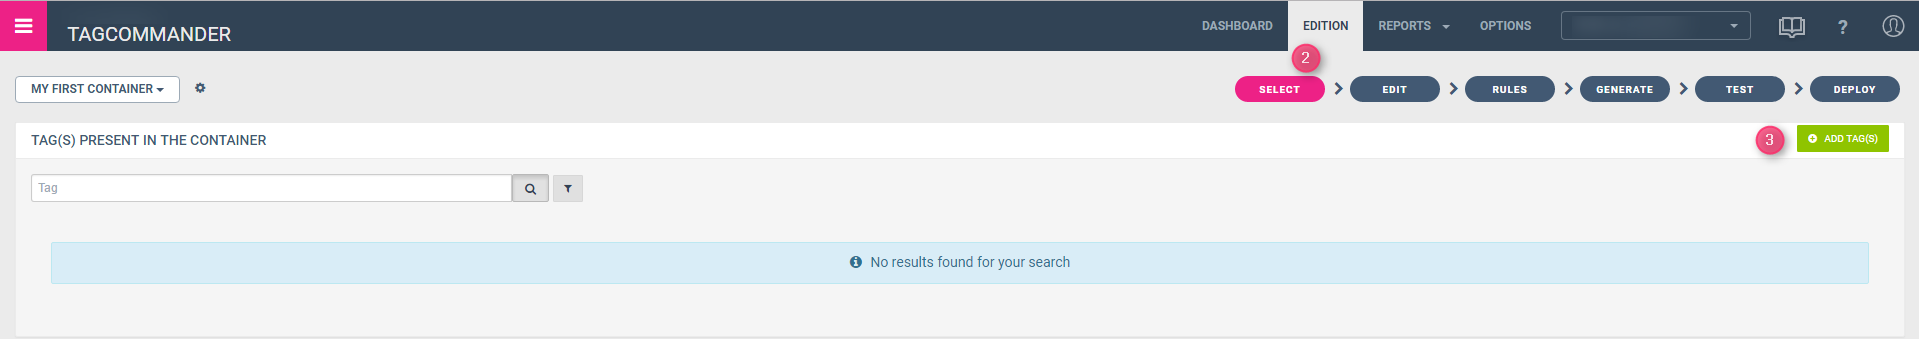 TAGCOMMANDER
DASHBOARD EDITION REPORTS OPTIONS ?
2
MY FIRST CONTAINER
SELECT EDIT RULES GENERATE TEST DEPLOY
TAG(S) PRESENT IN THE CONTAINER
3 ADD TAG(S)
Tag
No results found for your search